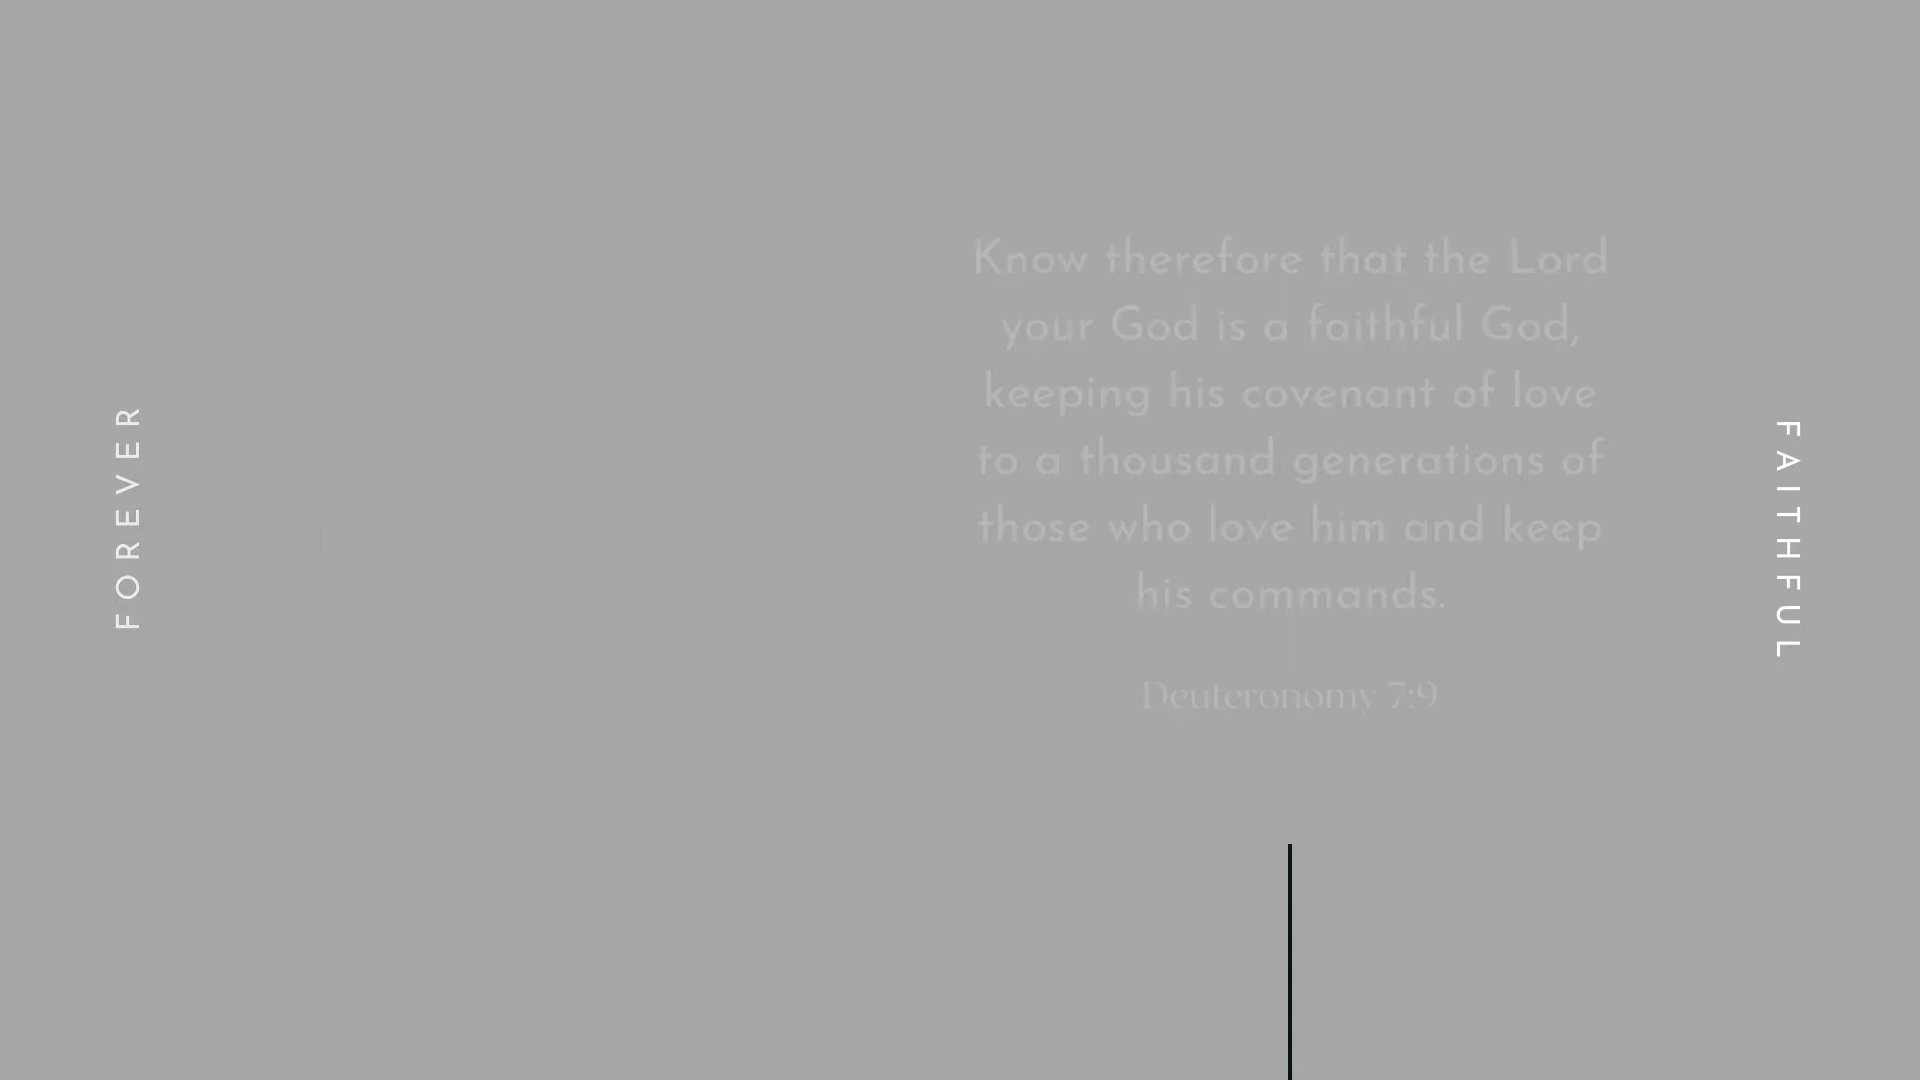 FOREVER
Know therefore that the Lord
your God is a faithful God,
keeping his covenant of love
to a thousand generations of
those who love him and keep
his commands.
Deuteronomy 7:9
FAITHFUL